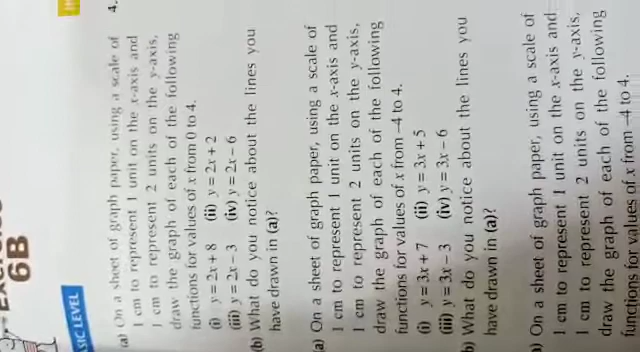 6B
SIC LEVEL
(a) On a sheet of graph paper, using a scale of
1 cm to represent 1 unit on the x-axis and
1 cm to represent 2 units on the y-axis,
draw the graph of each of the following
functions for values of x from 0 to 4.
(i) y = 2x + 8 (ii) y = 2x + 2
(iii) y = 2x − 3 (iv) y = 2x − 6
(b) What do you notice about the lines you
have drawn in (a)?
(a) On a sheet of graph paper, using a scale of
1 cm to represent 1 unit on the x-axis and
1 cm to represent 2 units on the y-axis,
draw the graph of each of the following
functions for values of x from −4 to 4.
(i) y = 3x + 7 (ii) y = 3x + 5
(iii) y = 3x − 3 (iv) y = 3x − 6
b) What do you notice about the lines you
have drawn in (a)?
) On a sheet of graph paper, using a scale of
1 cm to represent 1 unit on the x-axis and
1 cm to represent 2 units on the y-axis,
draw the graph of each of the following
functions for values of x from −4 to 4.
4.